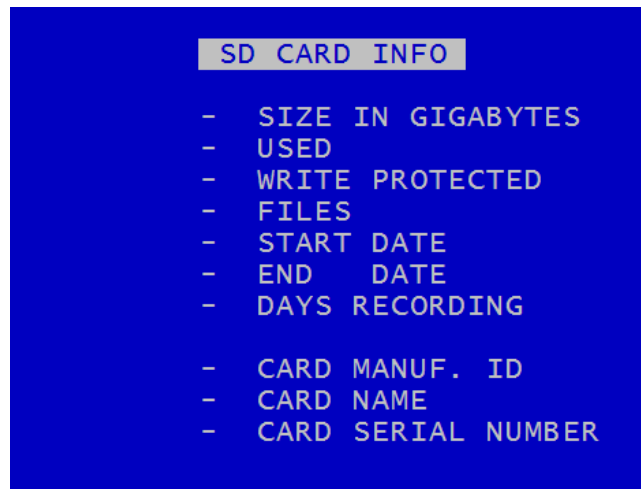 SD CARD INFO
- SIZE IN GIGABYTES
- USED
- WRITE PROTECTED
- FILES
- START DATE
- END DATE
- DAYS RECORDING
- CARD MANUF. ID
- CARD NAME
- CARD SERIAL NUMBER